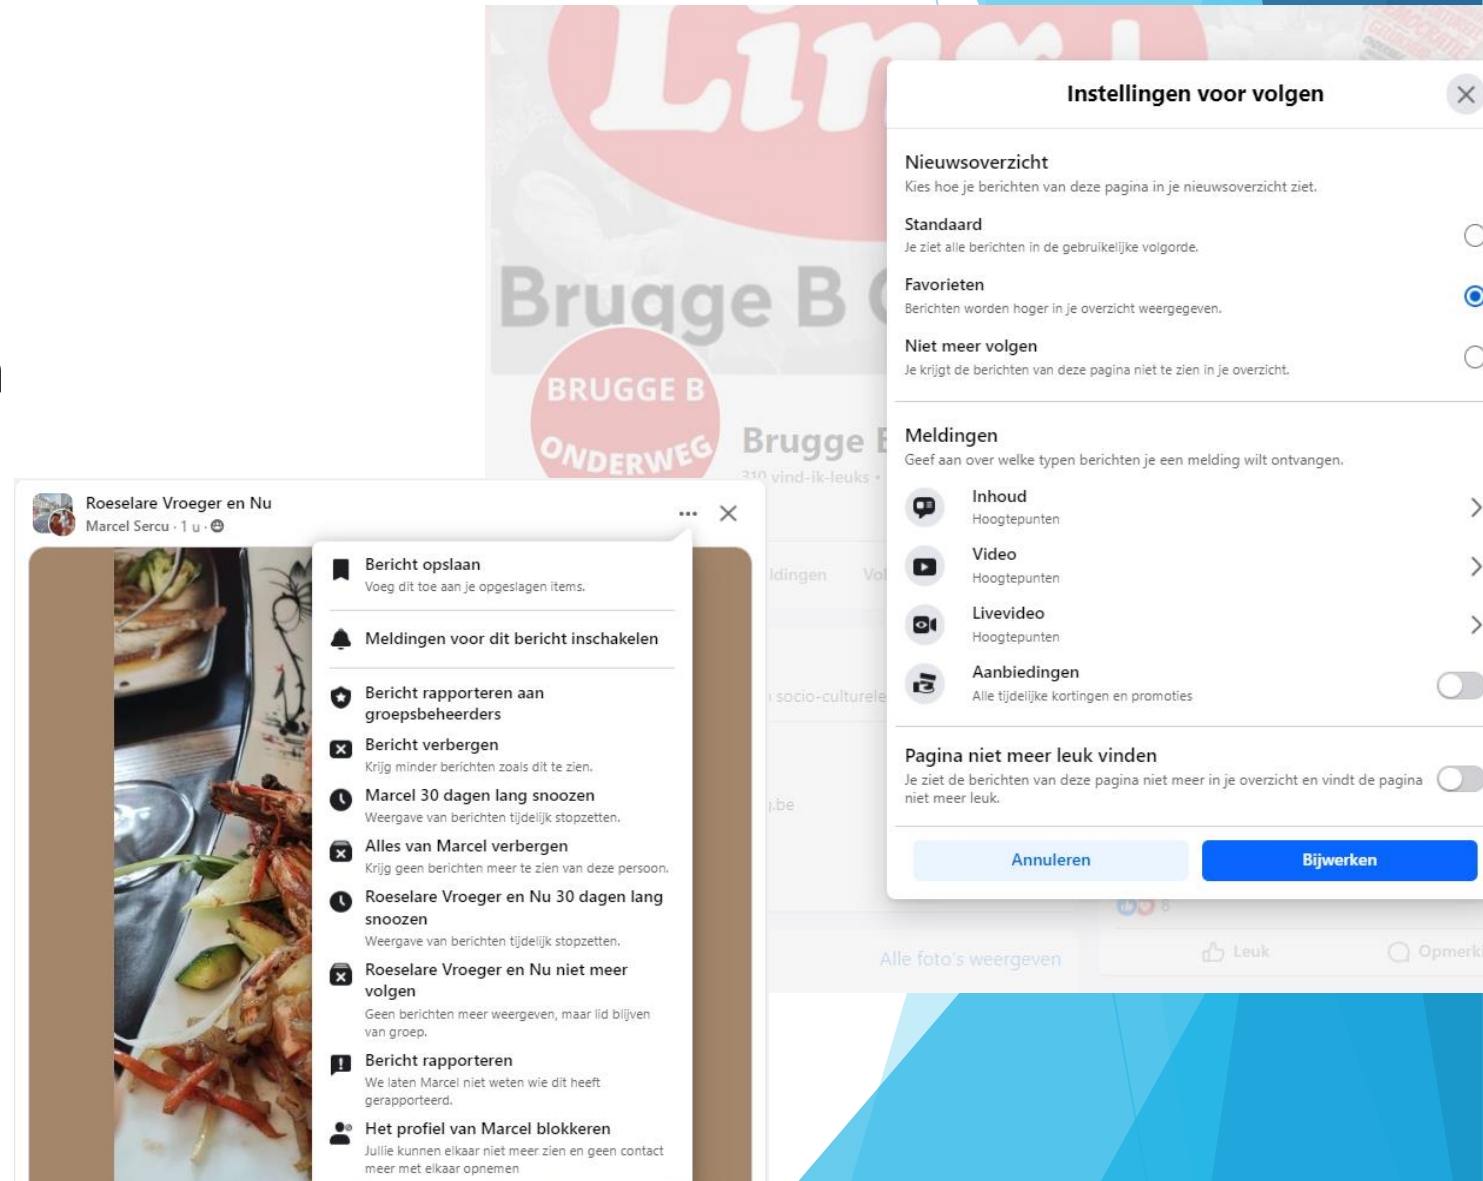 Linx+
Brugge B
BRUGGE B
ONDERWEG
Brugge B
310 vind-ik-leuks •
socio-culturele
.be
Alle foto's weergeven
8
Leuk
Instellingen voor volgen
Nieuwsoverzicht
Kies hoe je berichten van deze pagina in je nieuwsoverzicht ziet.
Standaard
Je ziet alle berichten in de gebruikelijke volgorde.
Favorieten
Berichten worden hoger in je overzicht weergegeven.
Niet meer volgen
Je krijgt de berichten van deze pagina niet te zien in je overzicht.
Meldingen
Geef aan over welke typen berichten je een melding wilt ontvangen.
Inhoud
Hoogtepunten
Video
Hoogtepunten
Livevideo
Hoogtepunten
Aanbiedingen
Alle tijdelijke kortingen en promoties
Pagina niet meer leuk vinden
Je ziet de berichten van deze pagina niet meer in je overzicht en vindt de pagina
niet meer leuk.
Annuleren
Bijwerken
Roeselare Vroeger en Nu
Marcel Sercu · 1 u ·
Bericht opslaan
Voeg dit toe aan je opgeslagen items.
Meldingen voor dit bericht inschakelen
Bericht rapporteren aan
groepsbeheerders
Bericht verbergen
Krijg minder berichten zoals dit te zien.
Marcel 30 dagen lang snoozen
Weergave van berichten tijdelijk stopzetten.
Alles van Marcel verbergen
Krijg geen berichten meer te zien van deze persoon.
Roeselare Vroeger en Nu 30 dagen lang
snoozen
Weergave van berichten tijdelijk stopzetten.
Roeselare Vroeger en Nu niet meer
volgen
Geen berichten meer weergeven, maar lid blijven
van groep.
Bericht rapporteren
We laten Marcel niet weten wie dit heeft
gerapporteerd.
Het profiel van Marcel blokkeren
Jullie kunnen elkaar niet meer zien en geen contact
meer met elkaar opnemen